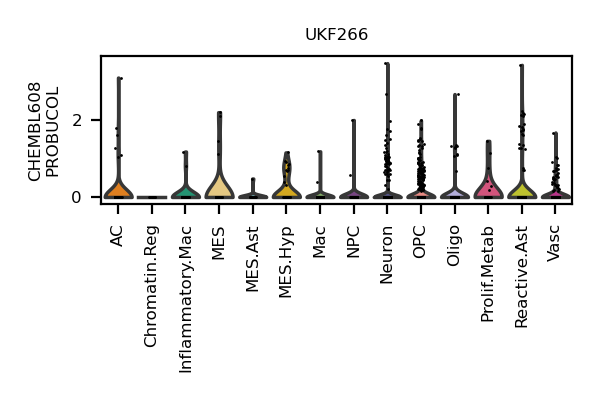 UKF266
CHEMBL608
PROBUCOL
2
0
AC
Chromatin.Reg
Inflammatory.Mac
MES
MES.Ast
MES.Hyp
Mac
NPC
Neuron
OPC
Oligo
Prolif.Metab
Reactive.Ast
Vasc